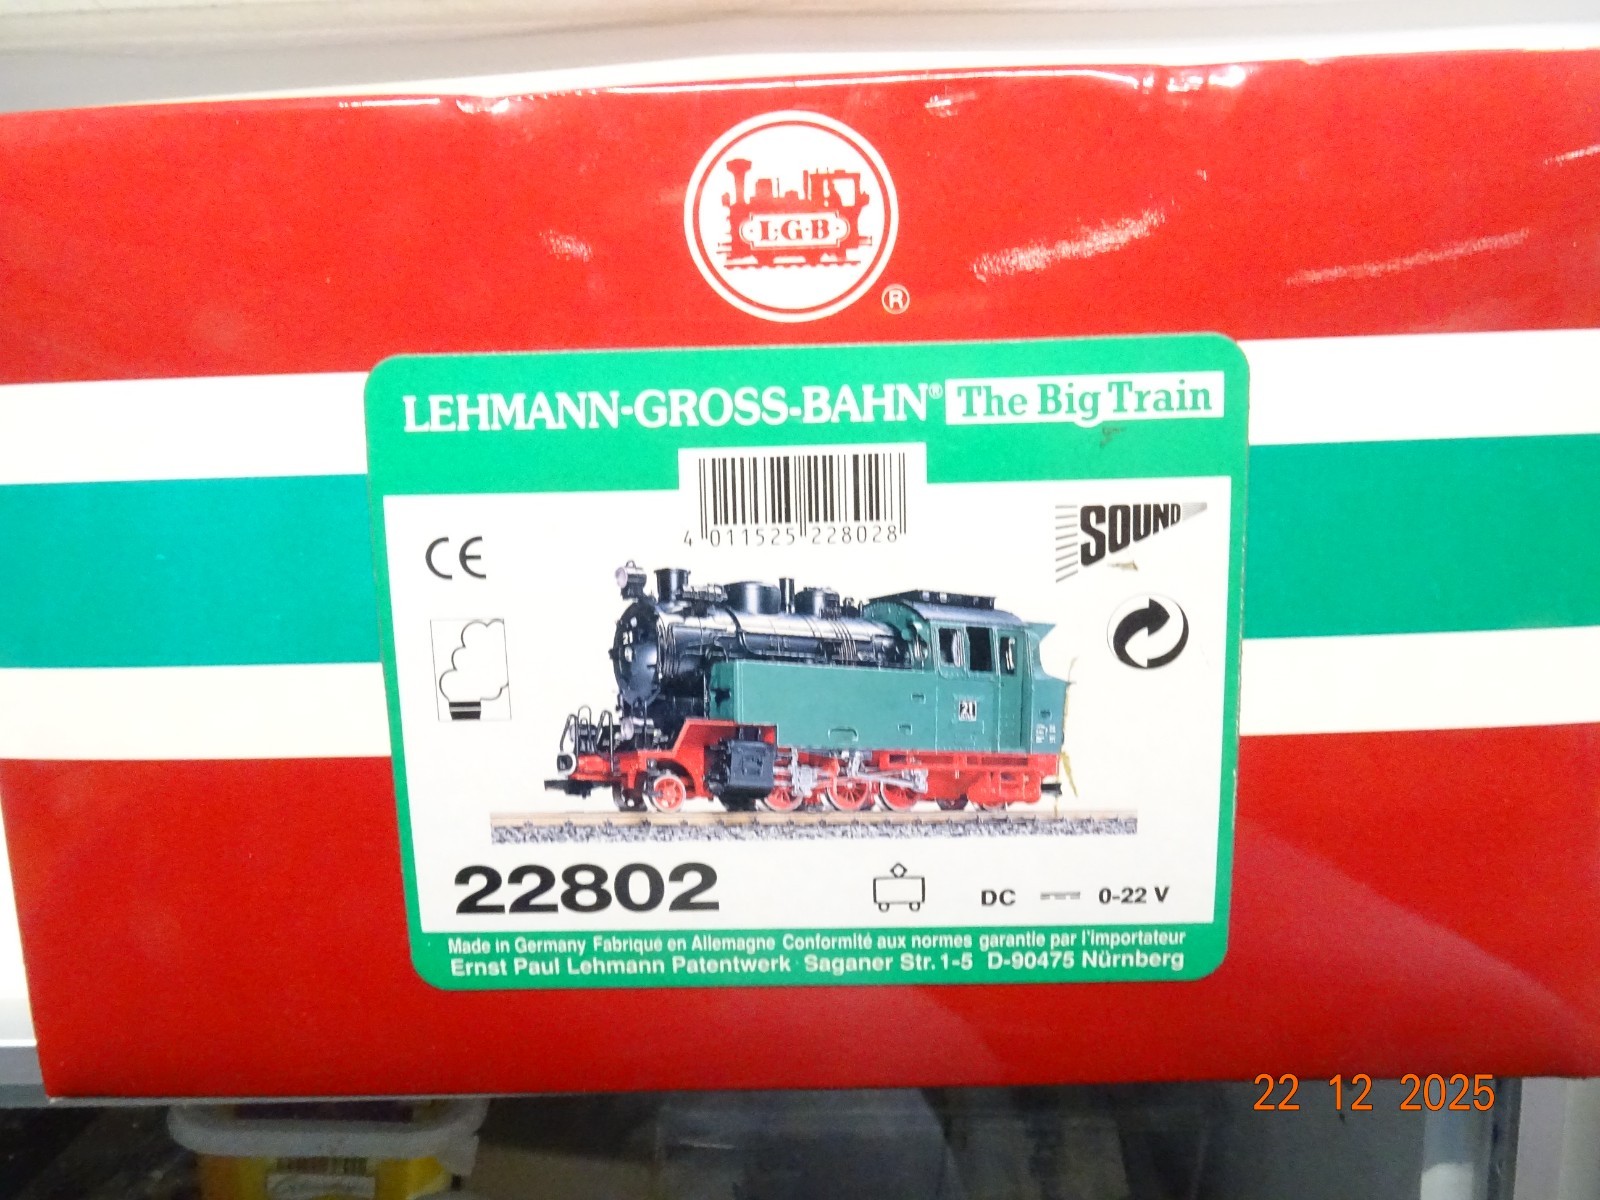 L·G·B
®
LEHMANN-GROSS-BAHN® The Big Train
4 011525 228028
CE
SOUND
21
21
22802
DC 0-22 V
Made in Germany Fabriqué en Allemagne Conformité aux normes garantie par l'importateur
Ernst Paul Lehmann Patentwerk · Saganer Str. 1-5 D-90475 Nürnberg
22 12 2025